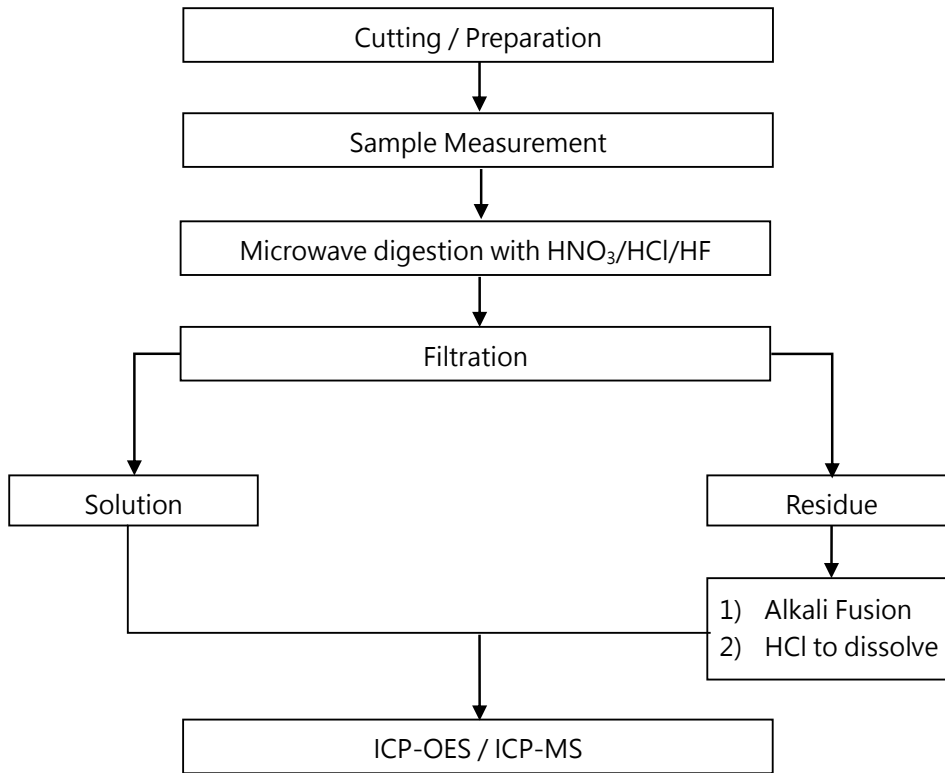 Cutting / Preparation
Sample Measurement
Microwave digestion with HNO₃/HCl/HF
Filtration
Solution
Residue
1) Alkali Fusion
2) HCl to dissolve
ICP-OES / ICP-MS